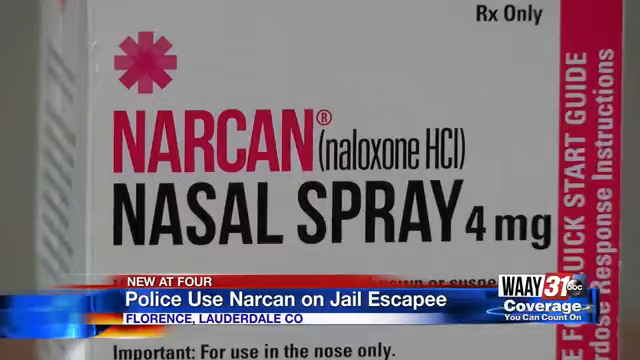 Rx Only
NARCAN®
(naloxone HCl)
NASAL SPRAY 4 mg
QUICK START GUIDE
Response Instructions
or suspe
NEW AT FOUR
Police Use Narcan on Jail Escapee
FLORENCE, LAUDERDALE CO
WAAY 31 abc
Coverage
You Can Count On
Important: For use in the nose only.